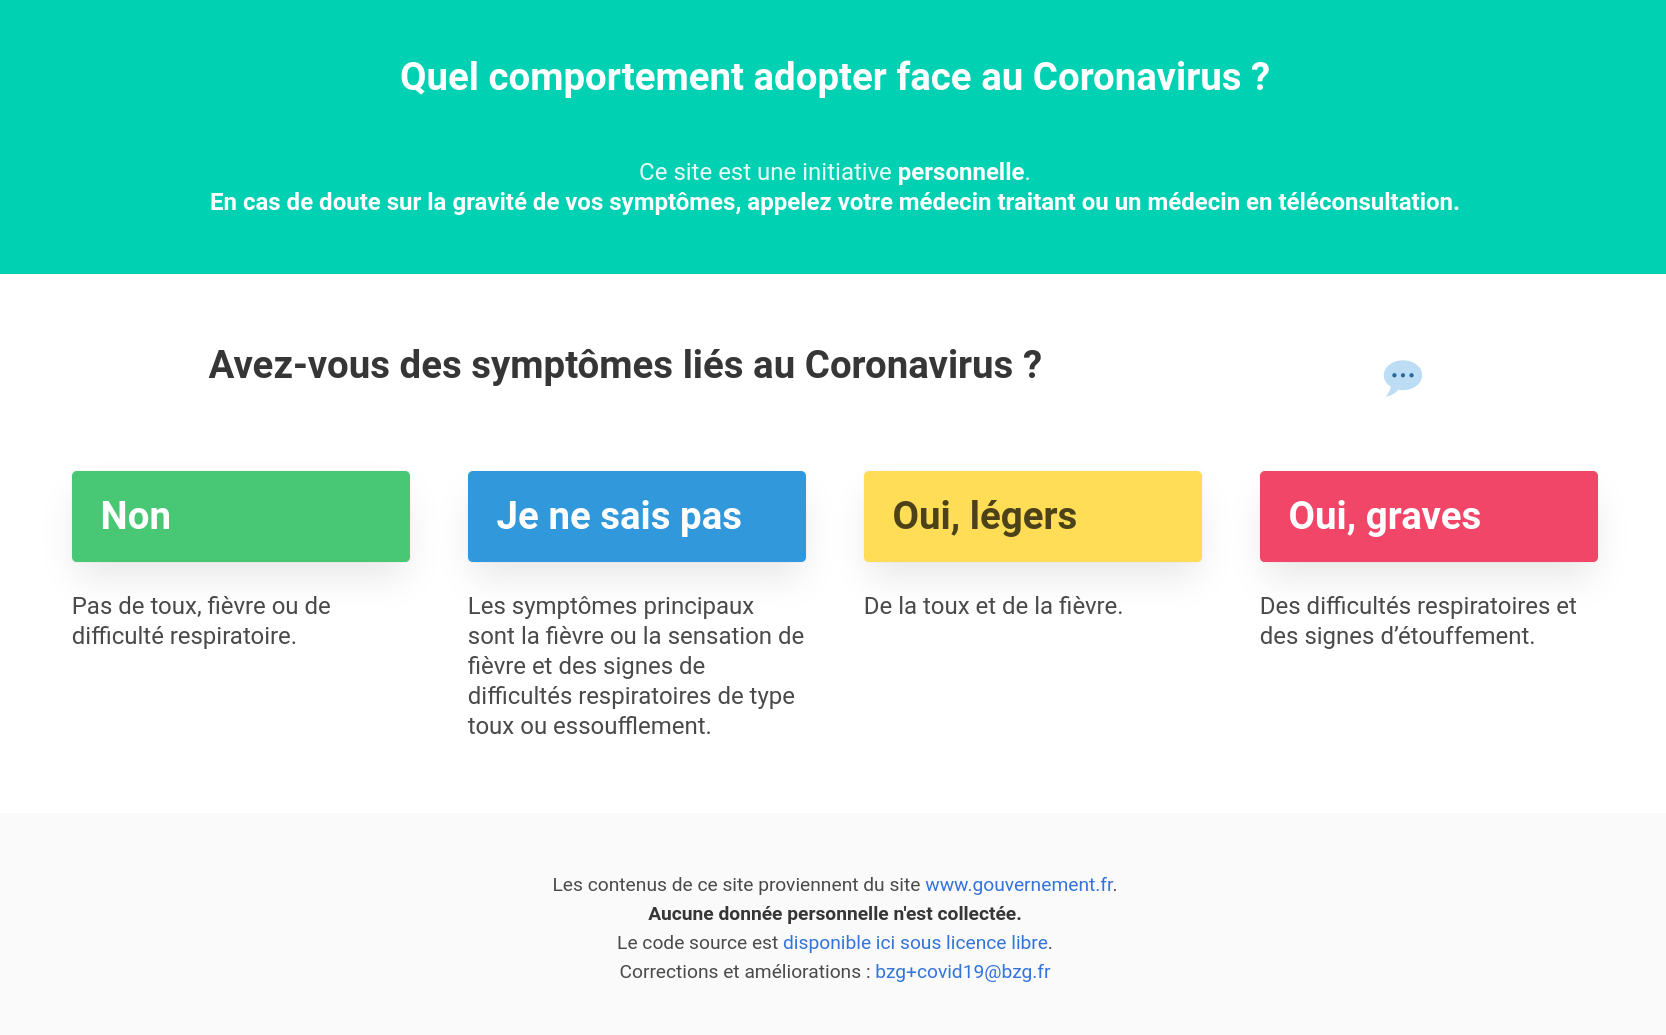 Quel comportement adopter face au Coronavirus ?
Ce site est une initiative personnelle.
En cas de doute sur la gravité de vos symptômes, appelez votre médecin traitant ou un médecin en téléconsultation.
Avez-vous des symptômes liés au Coronavirus ?
Non
Pas de toux, fièvre ou de
difficulté respiratoire.
Je ne sais pas
Les symptômes principaux
sont la fièvre ou la sensation de
fièvre et des signes de
difficultés respiratoires de type
toux ou essoufflement.
Oui, légers
De la toux et de la fièvre.
Oui, graves
Des difficultés respiratoires et
des signes d’étouffement.
Les contenus de ce site proviennent du site www.gouvernement.fr.
Aucune donnée personnelle n'est collectée.
Le code source est disponible ici sous licence libre.
Corrections et améliorations : bzg+covid19@bzg.fr